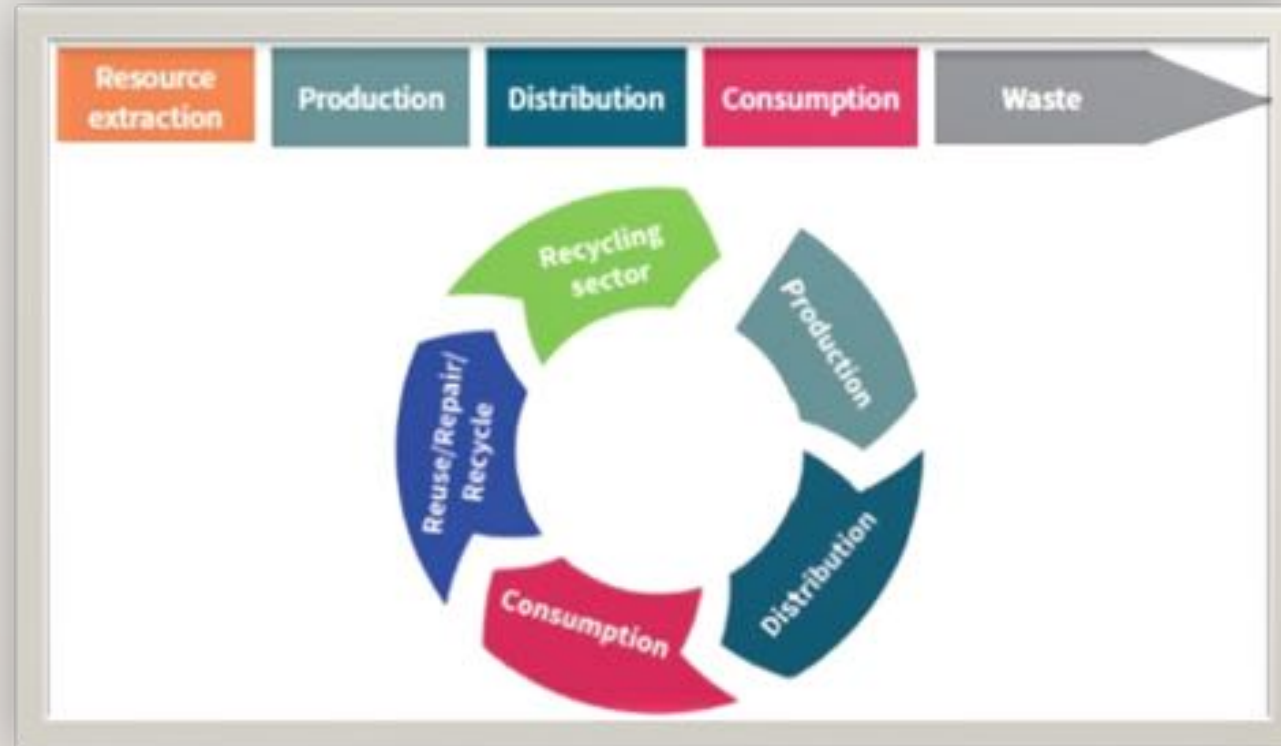 Resource
extraction
Production
Distribution
Consumption
Waste
Recycling
sector
Production
Distribution
Consumption
Reuse/Repair/
Recycle